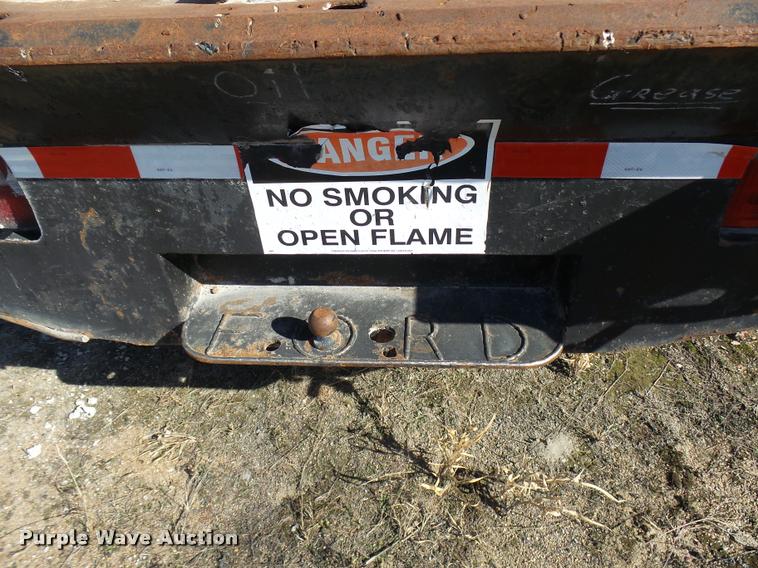 Oil
Grease
DANGER
NO SMOKING
OR
OPEN FLAME
FORD
Purple Wave Auction